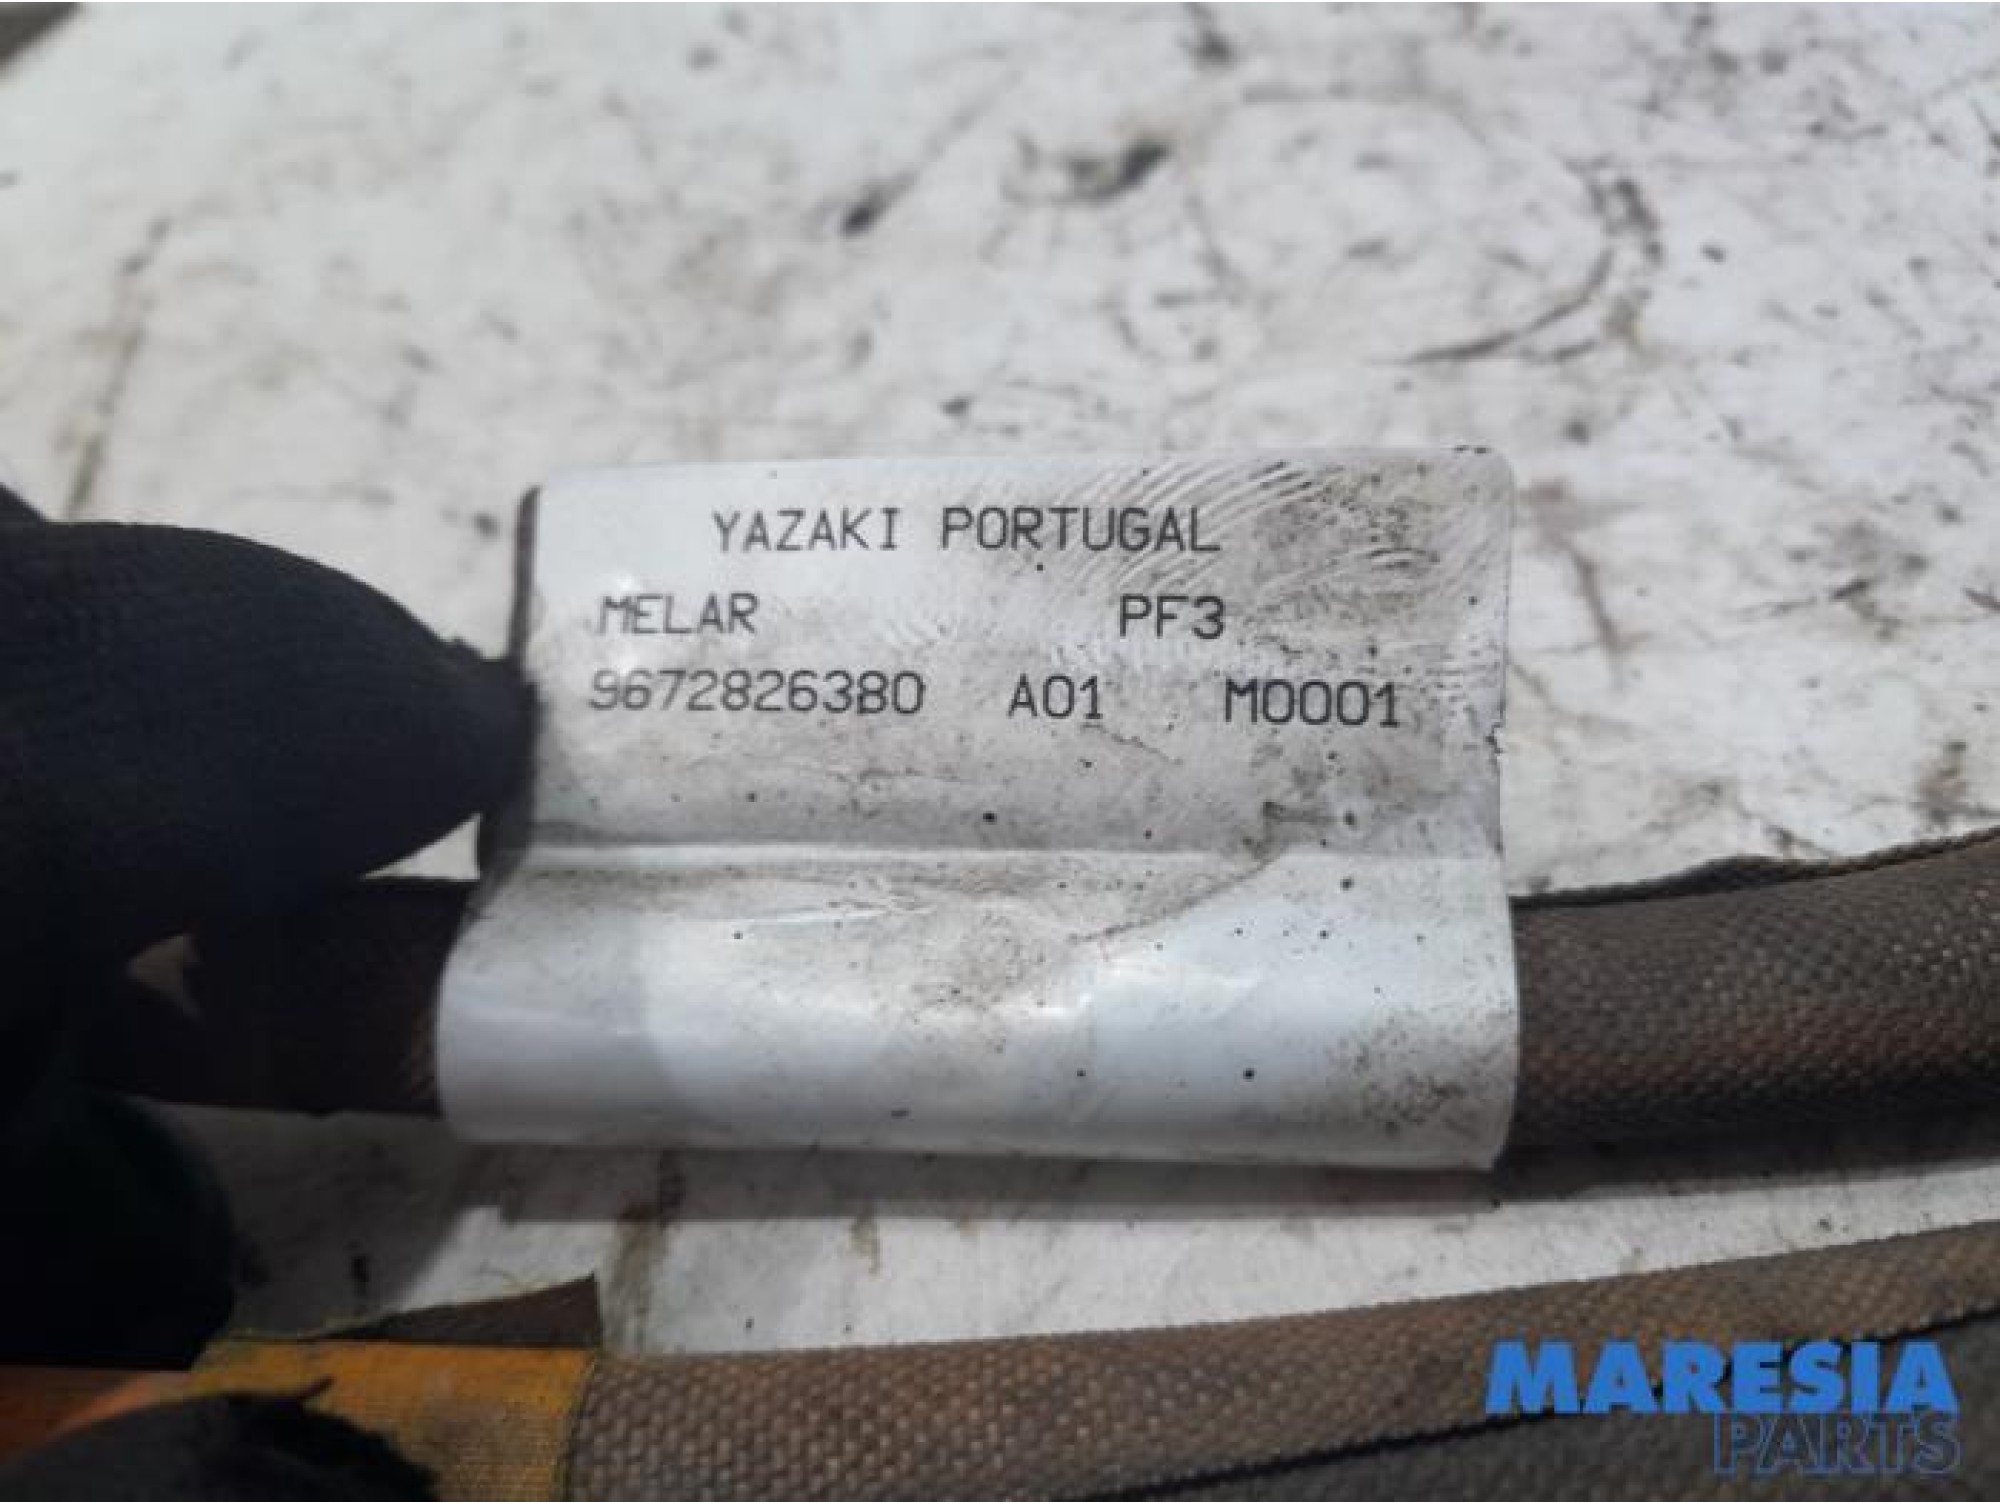 YAZAKI PORTUGAL
MELAR PF3
9672826380 A01 M0001
MARESIA
PARTS